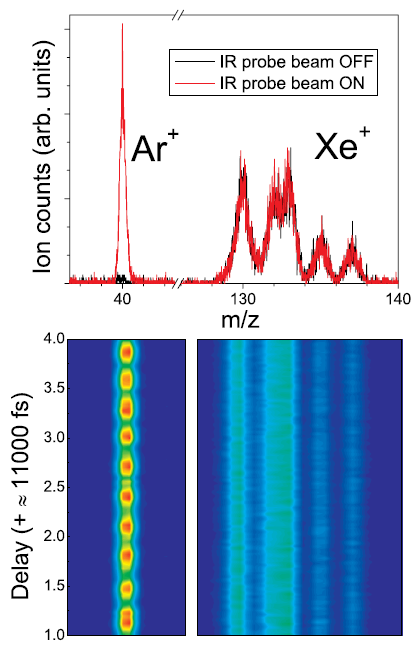 IR probe beam OFF
IR probe beam ON
Ar+
Xe+
Ion counts (arb. units)
40
130
140
m/z
4.0
3.5
3.0
2.5
2.0
1.5
1.0
Delay (+ ≈ 11000 fs)